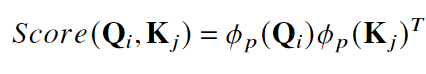 Score(Q_i, K_j) = ϕ_p(Q_i)ϕ_p(K_j)^T